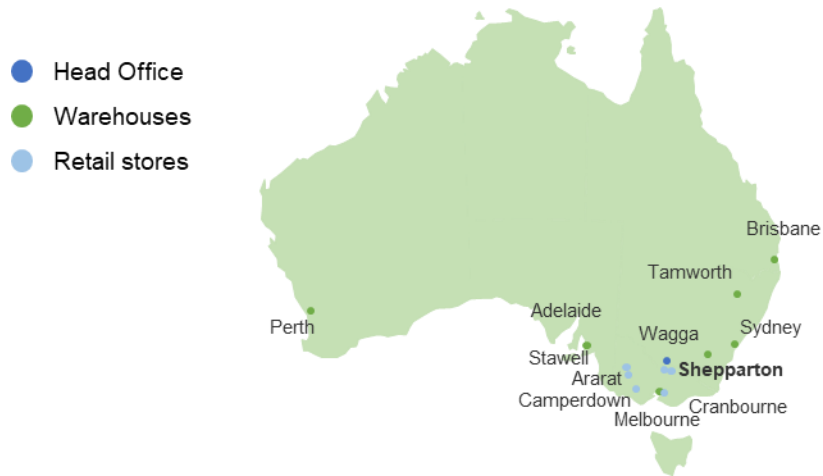 Head Office
Warehouses
Retail stores
Brisbane
Tamworth
Adelaide
Perth
Wagga
Sydney
Stawell
Shepparton
Ararat
Camperdown
Cranbourne
Melbourne